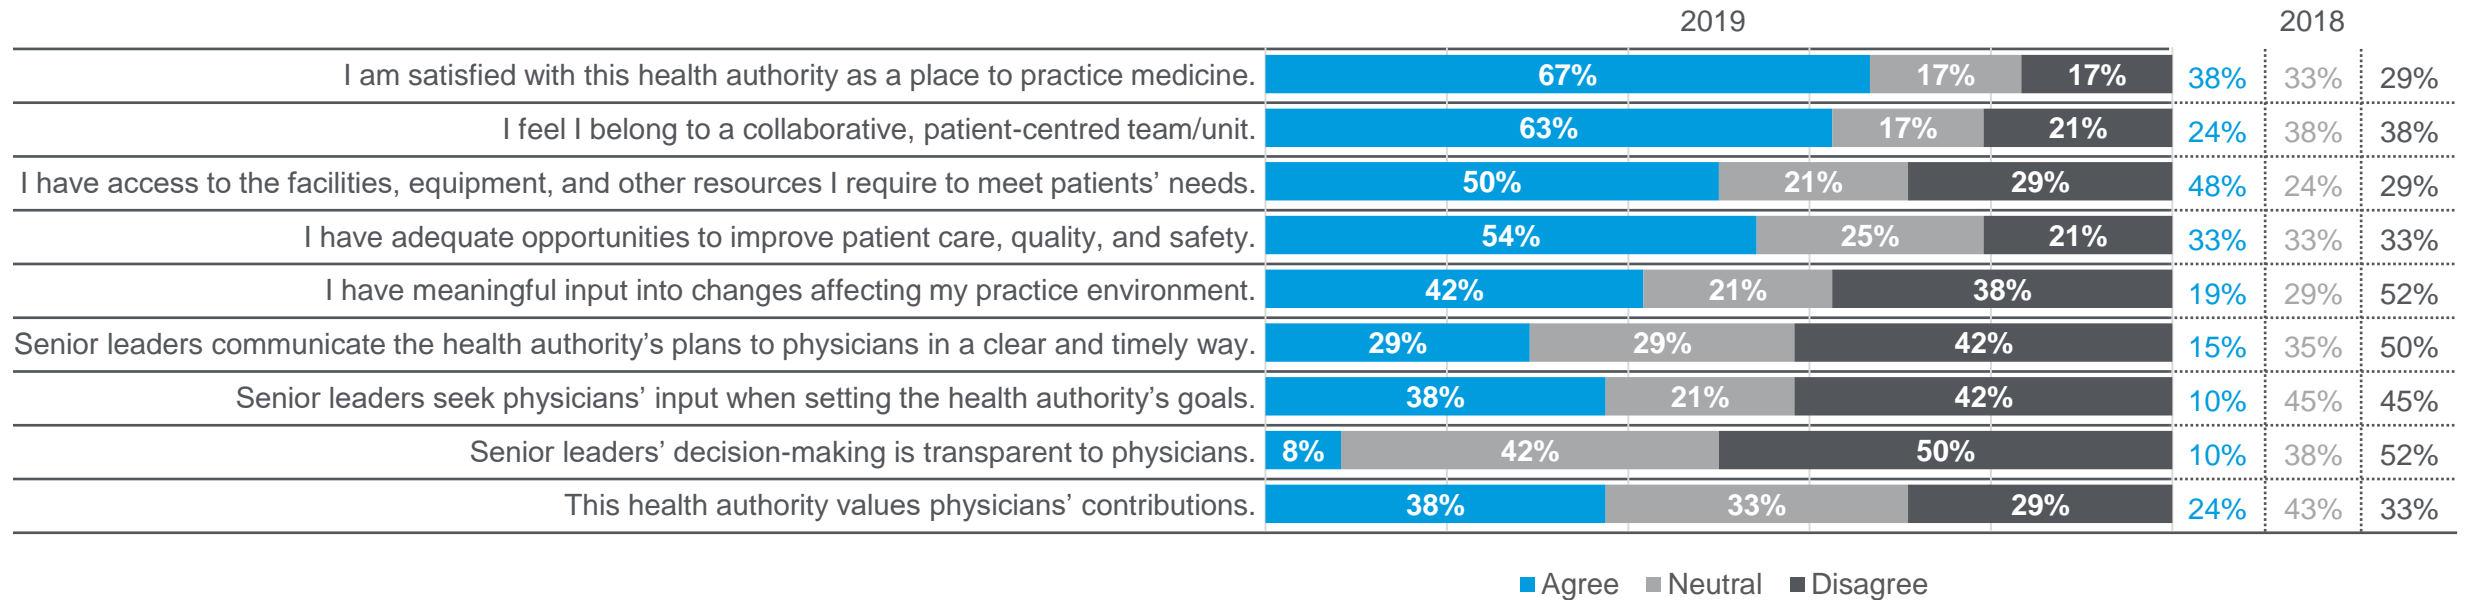 2019 2018
I am satisfied with this health authority as a place to practice medicine. 67% 17% 17% 38% 33% 29%
I feel I belong to a collaborative, patient-centred team/unit. 63% 17% 21% 24% 38% 38%
I have access to the facilities, equipment, and other resources I require to meet patients’ needs. 50% 21% 29% 48% 24% 29%
I have adequate opportunities to improve patient care, quality, and safety. 54% 25% 21% 33% 33% 33%
I have meaningful input into changes affecting my practice environment. 42% 21% 38% 19% 29% 52%
Senior leaders communicate the health authority’s plans to physicians in a clear and timely way. 29% 29% 42% 15% 35% 50%
Senior leaders seek physicians’ input when setting the health authority’s goals. 38% 21% 42% 10% 45% 45%
Senior leaders’ decision-making is transparent to physicians. 8% 42% 50% 10% 38% 52%
This health authority values physicians’ contributions. 38% 33% 29% 24% 43% 33%
Agree Neutral Disagree